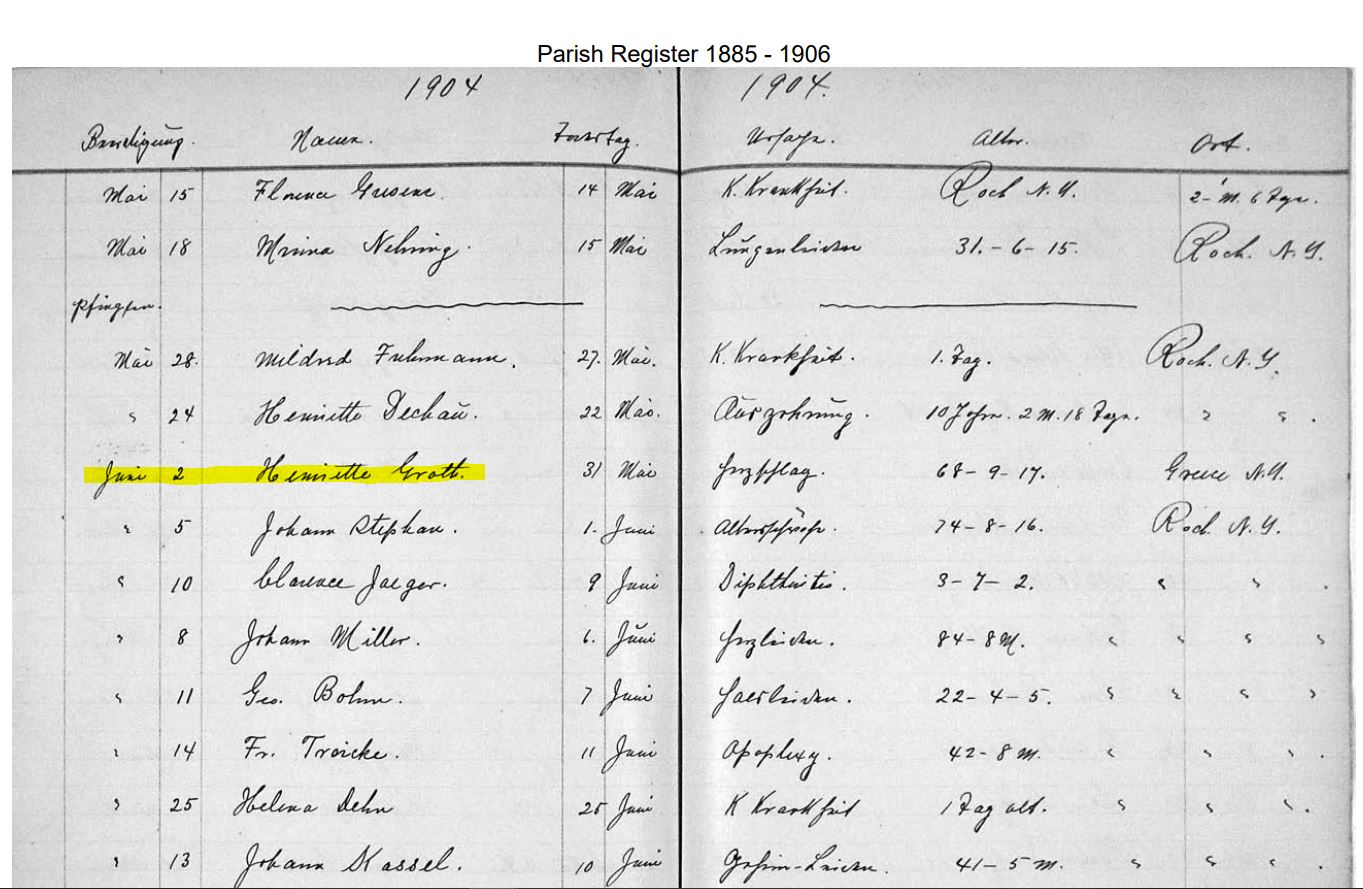 Parish Register 1885 - 1906
1904 1904.
Beerdigung. Namen. Todestag. Ursache. Alter. Ort.
Mai 15 Florence 14 Mai K. Krankheit. Roch N.Y. 2 M. 6 Tage.
Mai 18 Minna Nehring. 15 Mai Lungenleiden 31.-6-15. Roch. N.Y.
Pfingsten.
Mai 28. Mildred Fuhrmann. 27. Mai. K. Krankheit. 1. Tag. Roch. N.Y.
" 24 Henriette Dechau. 22 Mai. Auszehrung. 10 Jahre. 2 M. 18 Tage. " " .
Juni 2 Henriette Grott. 31 Mai Herzschlag. 68-9-17. Greece N.Y.
" 5 Johann Stephan. 1. Juni Altersschwäche. 74-8-16. Roch N.Y.
" 10 Clarence Jaeger. 9 Juni Diphtheritis. 3-7-2. " " .
" 8 Johann Miller. 6. Juni Herzleiden. 84-8 M. " " " "
" 11 Geo. Bohm. 7 Juni 22-4-5. " " " "
" 14 Fr. Troicke. 11 Juni Apoplexy. 42-8 M. " " " .
" 25 Helena Dehn 25 Juni K Krankheit 1 Tag alt. " " " .
" 13 Johann Kassel. 10 Juni Gehirn-Leiden. 41-5 M. " " " .